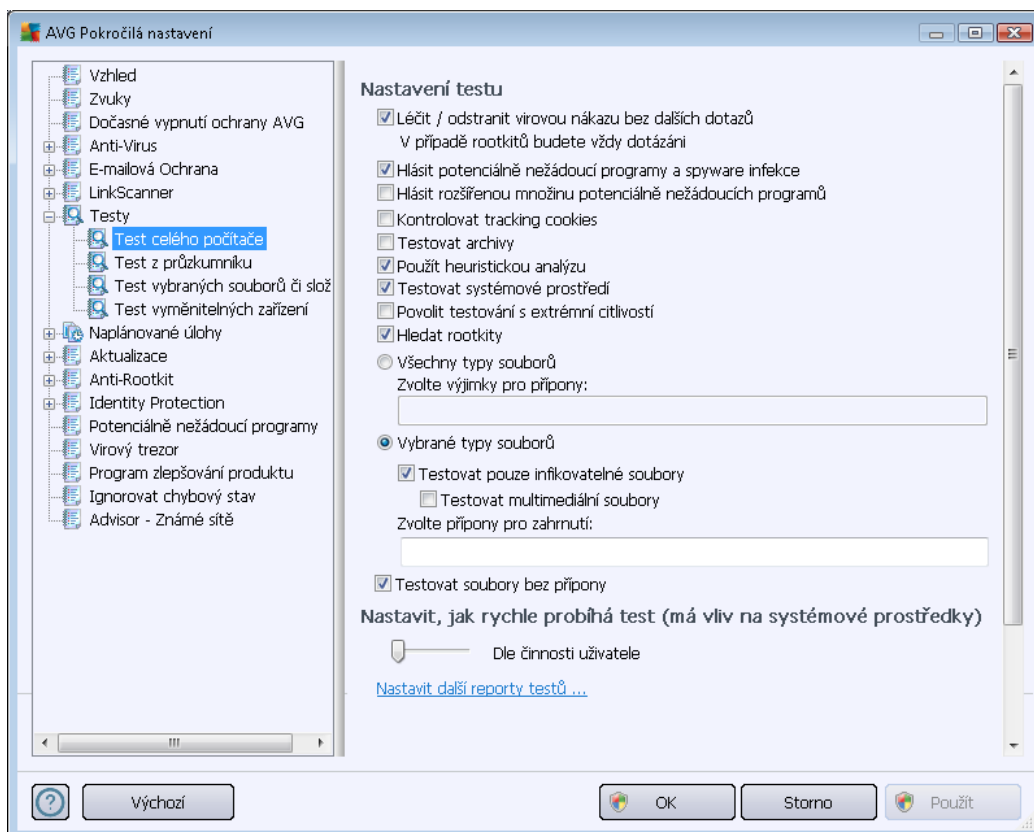 AVG Pokročilá nastavení
Vzhled
Zvuky
Dočasné vypnutí ochrany AVG
Anti-Virus
E-mailová Ochrana
LinkScanner
Testy
Test celého počítače
Test z průzkumníku
Test vybraných souborů či slož
Test vyměnitelných zařízení
Naplánované úlohy
Aktualizace
Anti-Rootkit
Identity Protection
Potenciálně nežádoucí programy
Virový trezor
Program zlepšování produktu
Ignorovat chybový stav
Advisor - Známé sítě
Nastavení testu
Léčit / odstranit virovou nákazu bez dalších dotazů
V případě rootkitů budete vždy dotázáni
Hlásit potenciálně nežádoucí programy a spyware infekce
Hlásit rozšířenou množinu potenciálně nežádoucích programů
Kontrolovat tracking cookies
Testovat archivy
Použít heuristickou analýzu
Testovat systémové prostředí
Povolit testování s extrémní citlivostí
Hledat rootkity
Všechny typy souborů
Zvolte výjimky pro přípony:
Vybrané typy souborů
Testovat pouze infikovatelné soubory
Testovat multimediální soubory
Zvolte přípony pro zahrnutí:
Testovat soubory bez přípony
Nastavit, jak rychle probíhá test (má vliv na systémové prostředky)
Dle činnosti uživatele
Nastavit další reporty testů ...
Výchozí
OK
Storno
Použít